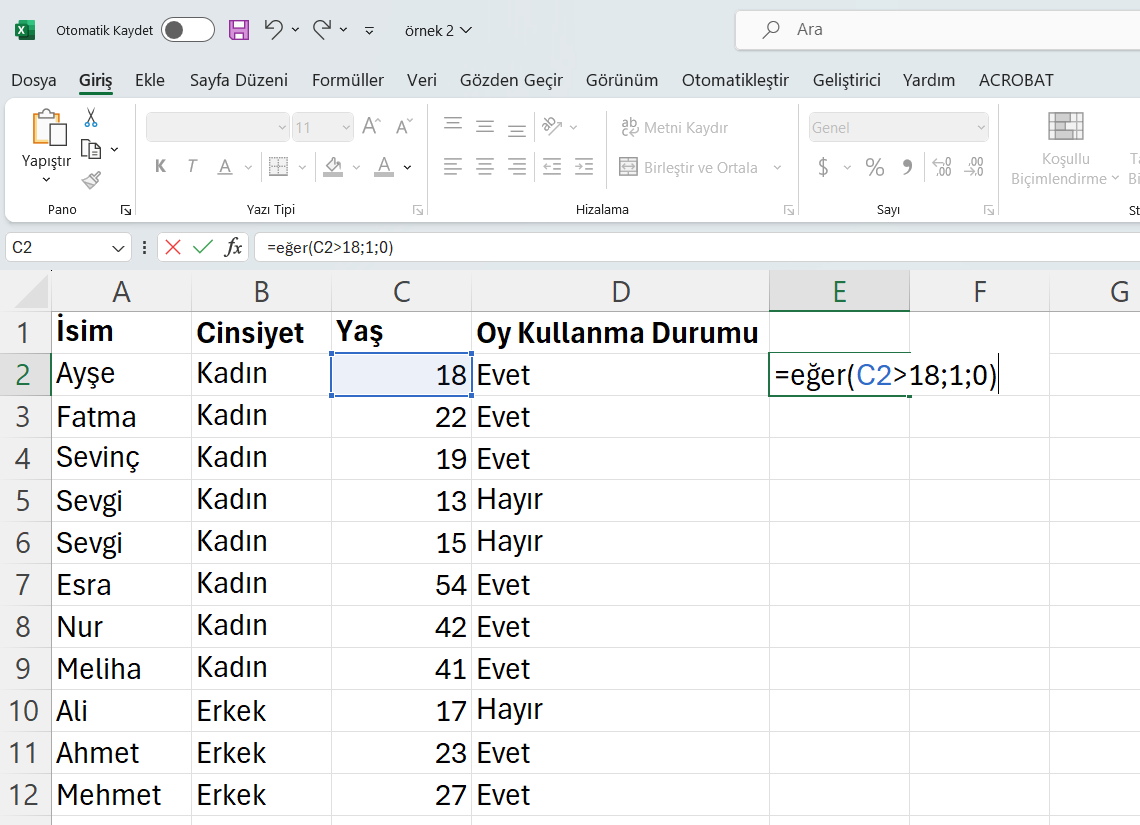 Otomatik Kaydet örnek 2 Ara
Dosya Giriş Ekle Sayfa Düzeni Formüller Veri Gözden Geçir Görünüm Otomatikleştir Geliştirici Yardım ACROBAT
Yapıştır
11
K T A A
ab Metni Kaydır
Birleştir ve Ortala
Genel
$ % 00 00
Koşullu
Biçimlendirme
Pano Yazı Tipi Hizalama Sayı
C2 fx =eğer(C2>18;1;0)
A B C D E F G
1 İsim Cinsiyet Yaş Oy Kullanma Durumu
2 Ayşe Kadın 18 Evet =eğer(C2>18;1;0)
3 Fatma Kadın 22 Evet
4 Sevinç Kadın 19 Evet
5 Sevgi Kadın 13 Hayır
6 Sevgi Kadın 15 Hayır
7 Esra Kadın 54 Evet
8 Nur Kadın 42 Evet
9 Meliha Kadın 41 Evet
10 Ali Erkek 17 Hayır
11 Ahmet Erkek 23 Evet
12 Mehmet Erkek 27 Evet